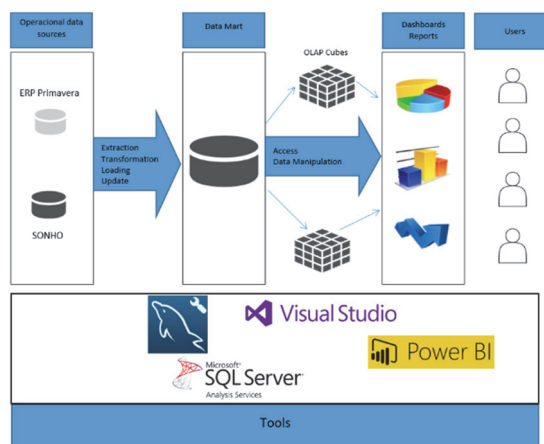 Operacional data
sources
Data Mart
Dashboards
Reports
Users
OLAP Cubes
ERP Primavera
Extraction
Transformation
Loading
Update
Access
Data Manipulation
SONHO
Visual Studio
Power BI
Microsoft
SQL Server
Analysis Services
Tools